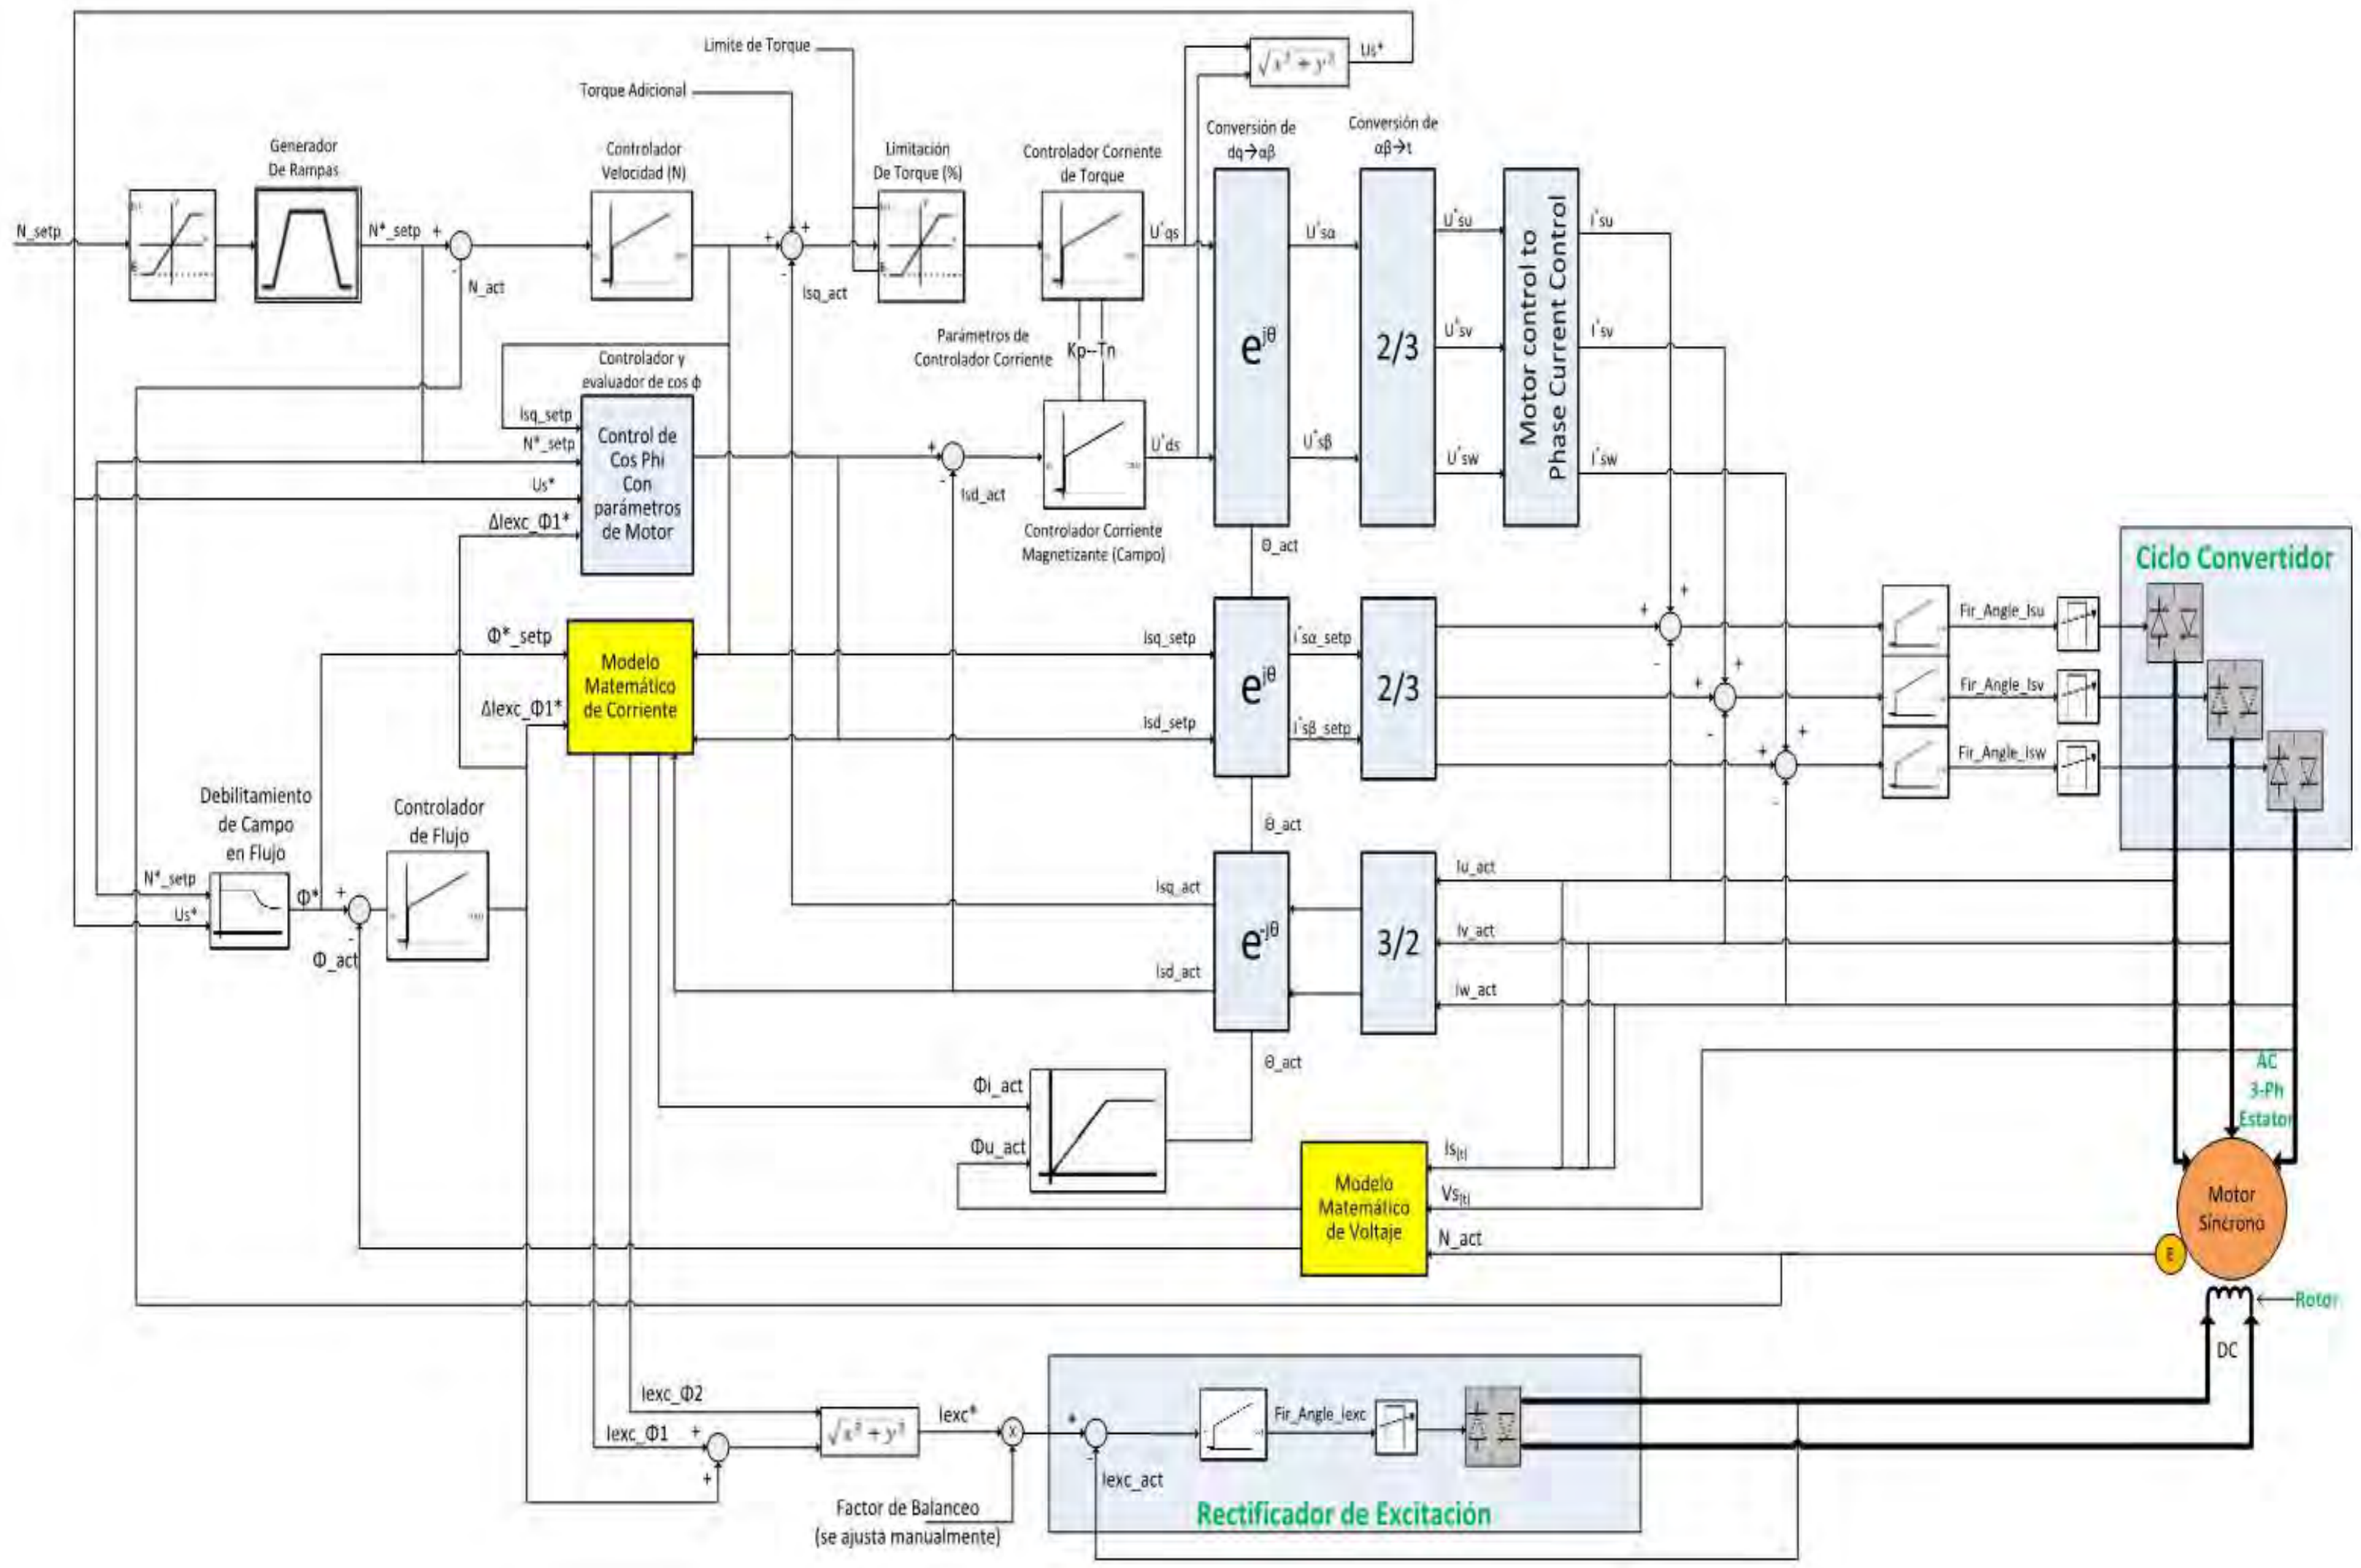 Limite de Torque
Us*
√x² + y²
Torque Adicional
Generador
De Rampas
Controlador
Velocidad (N)
Limitación
De Torque (%)
Controlador Corriente
de Torque
Conversión de
dq→αβ
Conversión de
αβ→t
N_setp
N*_setp
+
-
N_act
+
+
-
Isq_act
U*qs
U*sα
U*su
I*su
e^jθ
2/3
Motor control to
Phase Current Control
U*sv
I*sv
Parámetros de
Controlador Corriente
Kp--Tn
Controlador y
evaluador de cos ϕ
Isq_setp
N*_setp
Us*
ΔIexc_Φ1*
Control de
Cos Phi
Con
parámetros
de Motor
+
-
Isd_act
U*ds
U*sβ
U*sw
I*sw
Controlador Corriente
Magnetizante (Campo)
Θ_act
Ciclo Convertidor
Φ*_setp
ΔIexc_Φ1*
Modelo
Matemático
de Corriente
Isq_setp
Isd_setp
e^jθ
i*sα_setp
i*sβ_setp
2/3
+
+
-
+
+
-
+
+
-
Fir_Angle_Isu
Fir_Angle_Isv
Fir_Angle_Isw
Debilitamiento
de Campo
en Flujo
Controlador
de Flujo
Θ_act
N*_setp
Us*
Φ*
+
-
Φ_act
Isq_act
Isd_act
e^-jθ
3/2
Iu_act
Iv_act
Iw_act
Θ_act
Φi_act
Φu_act
Modelo
Matemático
de Voltaje
Is(t)
Vs(t)
N_act
AC
3-Ph
Estator
Motor
Síncrono
E
Rotor
DC
Iexc_Φ2
Iexc_Φ1
+
+
√x² + y²
Iexc*
X
Factor de Balanceo
(se ajusta manualmente)
+
-
Iexc_act
Fir_Angle_Iexc
Rectificador de Excitación